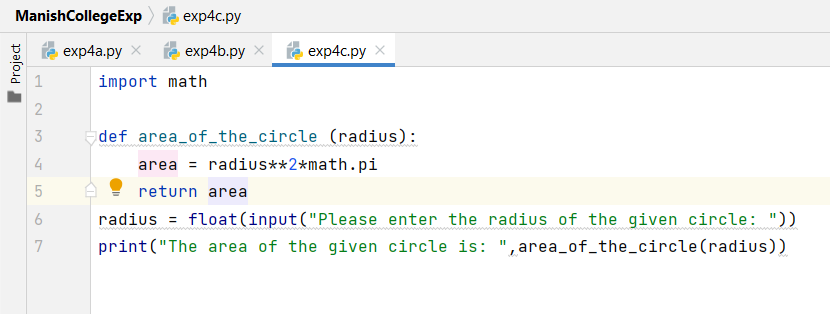 ManishCollegeExp exp4c.py
Project
exp4a.py exp4b.py exp4c.py
1 import math
2
3 def area_of_the_circle (radius):
4     area = radius**2*math.pi
5     return area
6 radius = float(input("Please enter the radius of the given circle: "))
7 print("The area of the given circle is: ",area_of_the_circle(radius))